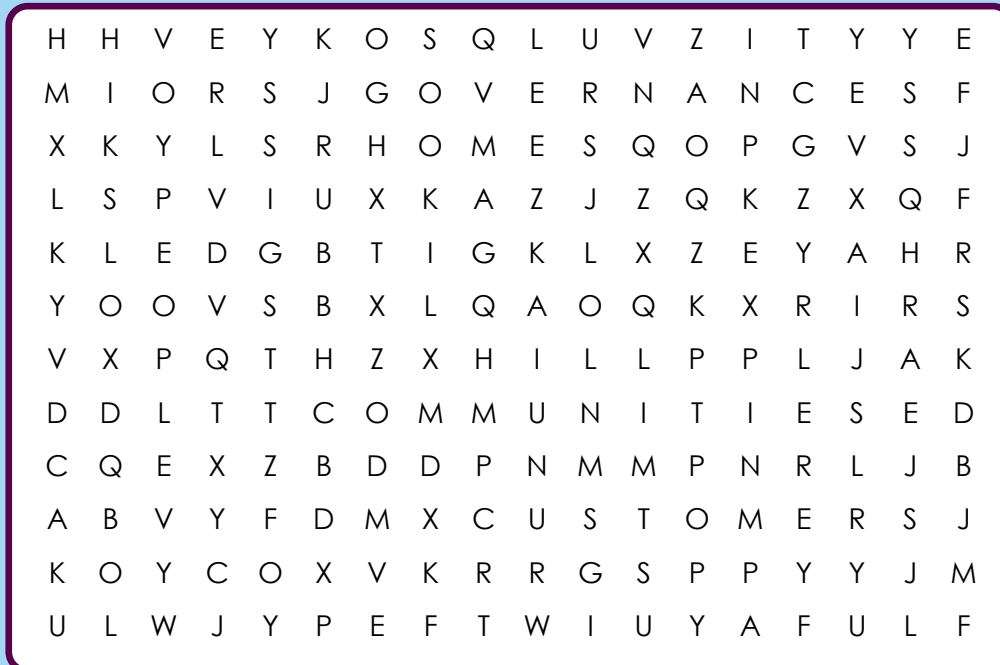 H H V E Y K O S Q L U V Z I T Y Y E
M I O R S J G O V E R N A N C E S F
X K Y L S R H O M E S Q O P G V S J
L S P V I U X K A Z J Z Q K Z X Q F
K L E D G B T I G K L X Z E Y A H R
Y O O V S B X L Q A O Q K X R I R S
V X P Q T H Z X H I L L P P L J A K
D D L T T C O M M U N I T I E S E D
C Q E X Z B D D P N M M P N R L J B
A B V Y F D M X C U S T O M E R S J
K O Y C O X V K R R G S P P Y Y J M
U L W J Y P E F T W I U Y A F U L F